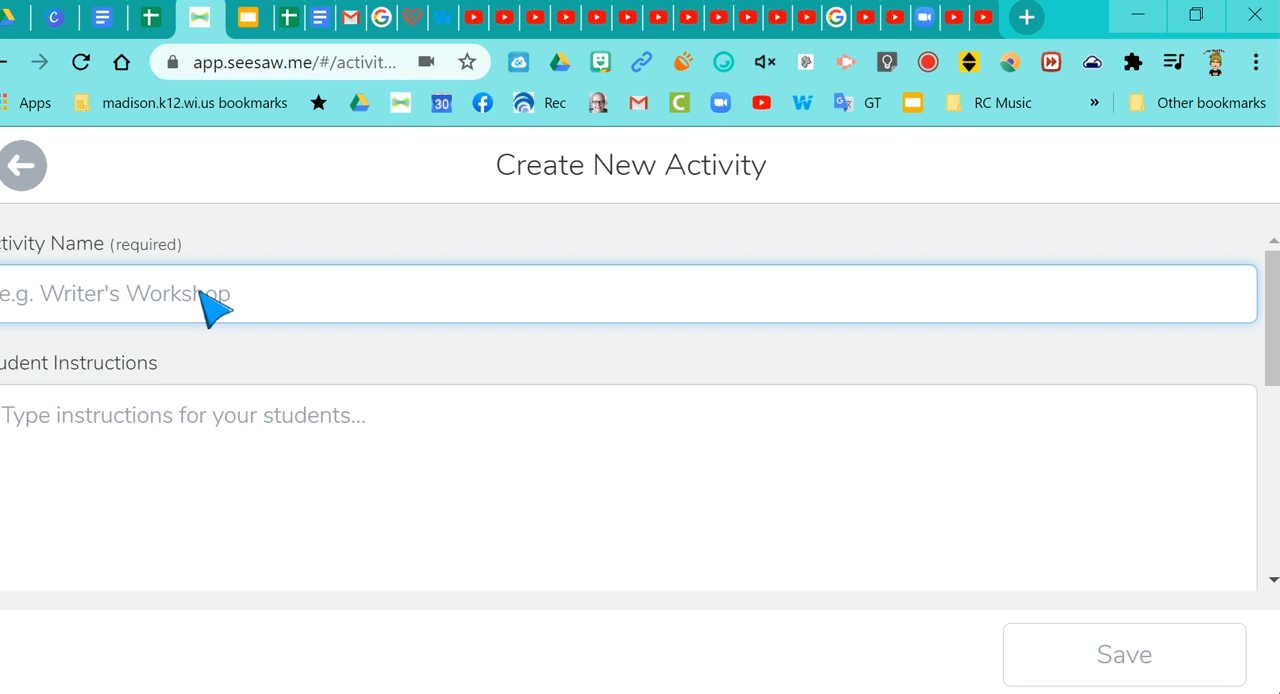 app.seesaw.me/#/activit...
Apps madison.k12.wi.us bookmarks 30 Rec C GT RC Music » Other bookmarks
Create New Activity
ctivity Name (required)
e.g. Writer's Workshop
udent Instructions
Type instructions for your students...
Save